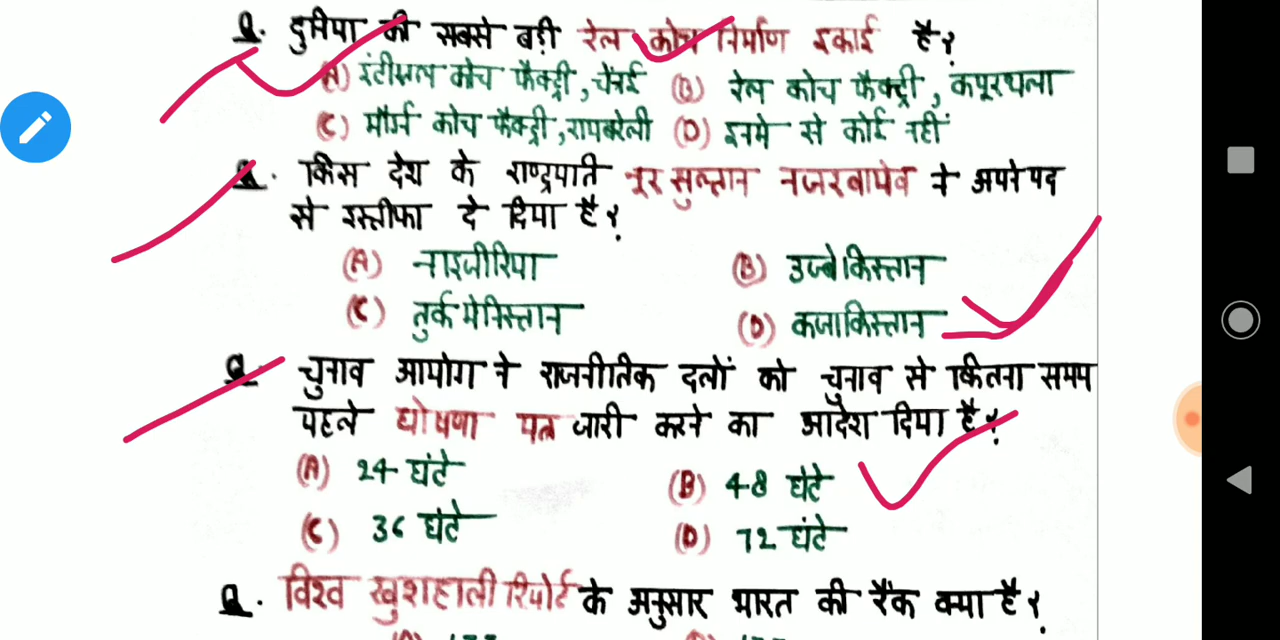 Q. दुनिया की सबसे बड़ी रेल कोच निर्माण इकाई है?
(A) इंटीग्रल कोच फैक्ट्री, चेन्नई (B) रेल कोच फैक्ट्री, कपूरथला
(C) मॉर्डन कोच फैक्ट्री, रायबरेली (D) इनमे से कोई नहीं
Q. किस देश के राष्ट्रपति नूर सुल्तान नजरबायेव ने अपने पद
से इस्तीफा दे दिया है?
(A) नाइजीरिया (B) उज्बेकिस्तान
(C) तुर्कमेनिस्तान (D) कजाकिस्तान
Q. चुनाव आयोग ने राजनीतिक दलों को चुनाव से कितना समय
पहले घोषणा पत्र जारी करने का आदेश दिया है?
(A) 24 घंटे (B) 48 घंटे
(C) 36 घंटे (D) 72 घंटे
Q. विश्व खुशहाली रिपोर्ट के अनुसार भारत की रैंक क्या है?